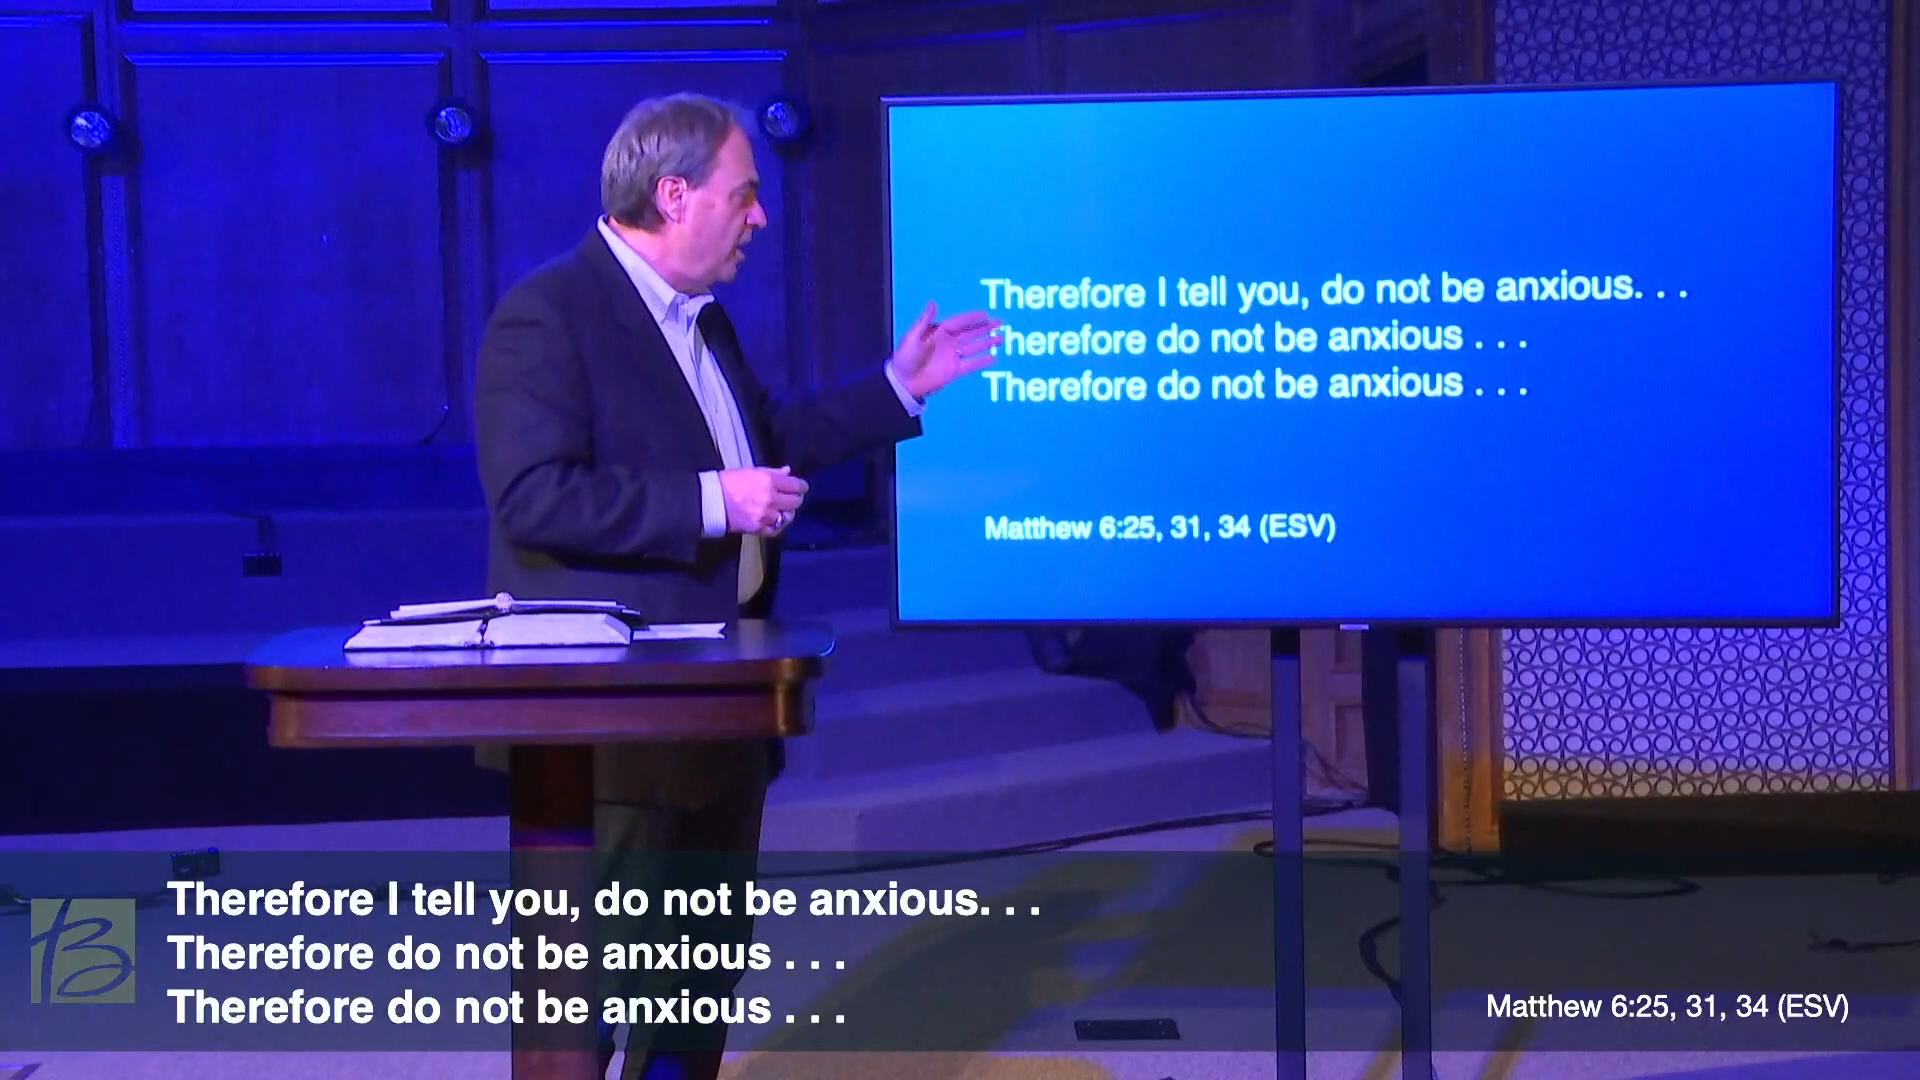 Therefore I tell you, do not be anxious. . .
Therefore do not be anxious . . .
Therefore do not be anxious . . .
Matthew 6:25, 31, 34 (ESV)
B
Therefore I tell you, do not be anxious. . .
Therefore do not be anxious . . .
Therefore do not be anxious . . .
Matthew 6:25, 31, 34 (ESV)